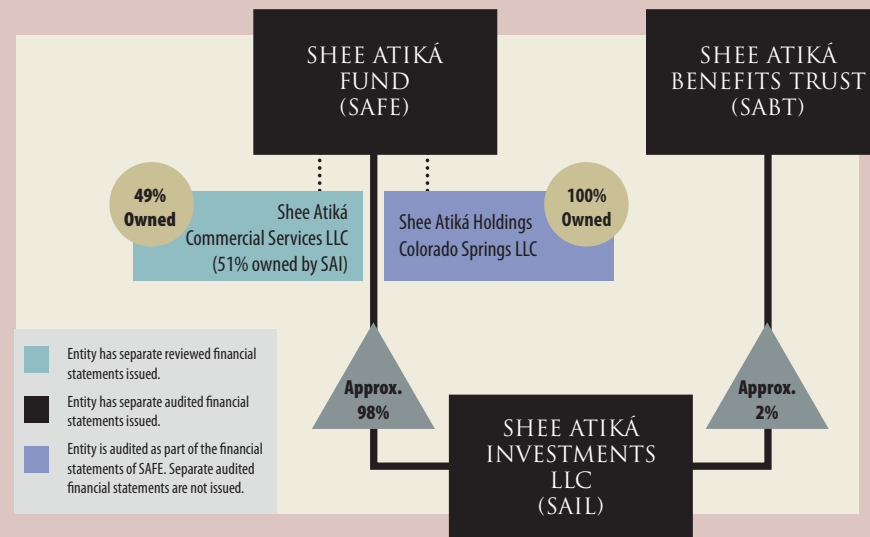 SHEE ATIKÁ
FUND
(SAFE)
SHEE ATIKÁ
BENEFITS TRUST
(SABT)
49%
Owned
Shee Atiká
Commercial Services LLC
(51% owned by SAI)
Shee Atiká Holdings
Colorado Springs LLC
100%
Owned
Entity has separate reviewed financial
statements issued.
Entity has separate audited financial
statements issued.
Entity is audited as part of the financial
statements of SAFE. Separate audited
financial statements are not issued.
Approx.
98%
SHEE ATIKÁ
INVESTMENTS
LLC
(SAIL)
Approx.
2%